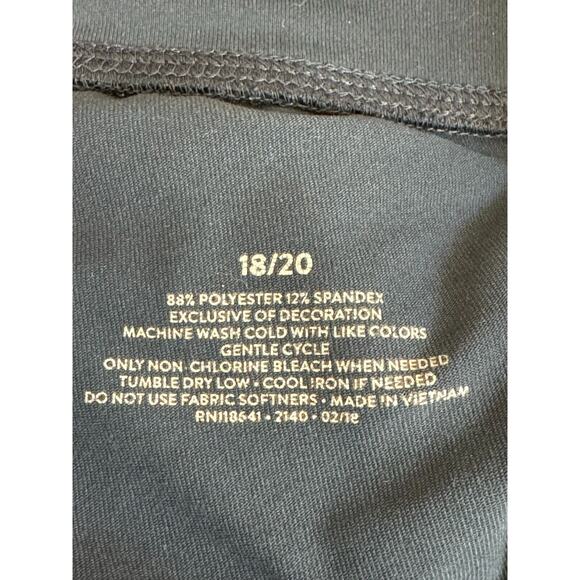 18/20
88% POLYESTER 12% SPANDEX
EXCLUSIVE OF DECORATION
MACHINE WASH COLD WITH LIKE COLORS
GENTLE CYCLE
ONLY NON-CHLORINE BLEACH WHEN NEEDED
TUMBLE DRY LOW • COOL IRON IF NEEDED
DO NOT USE FABRIC SOFTNERS • MADE IN VIETNAM
RN118641 • 2140 • 02/18